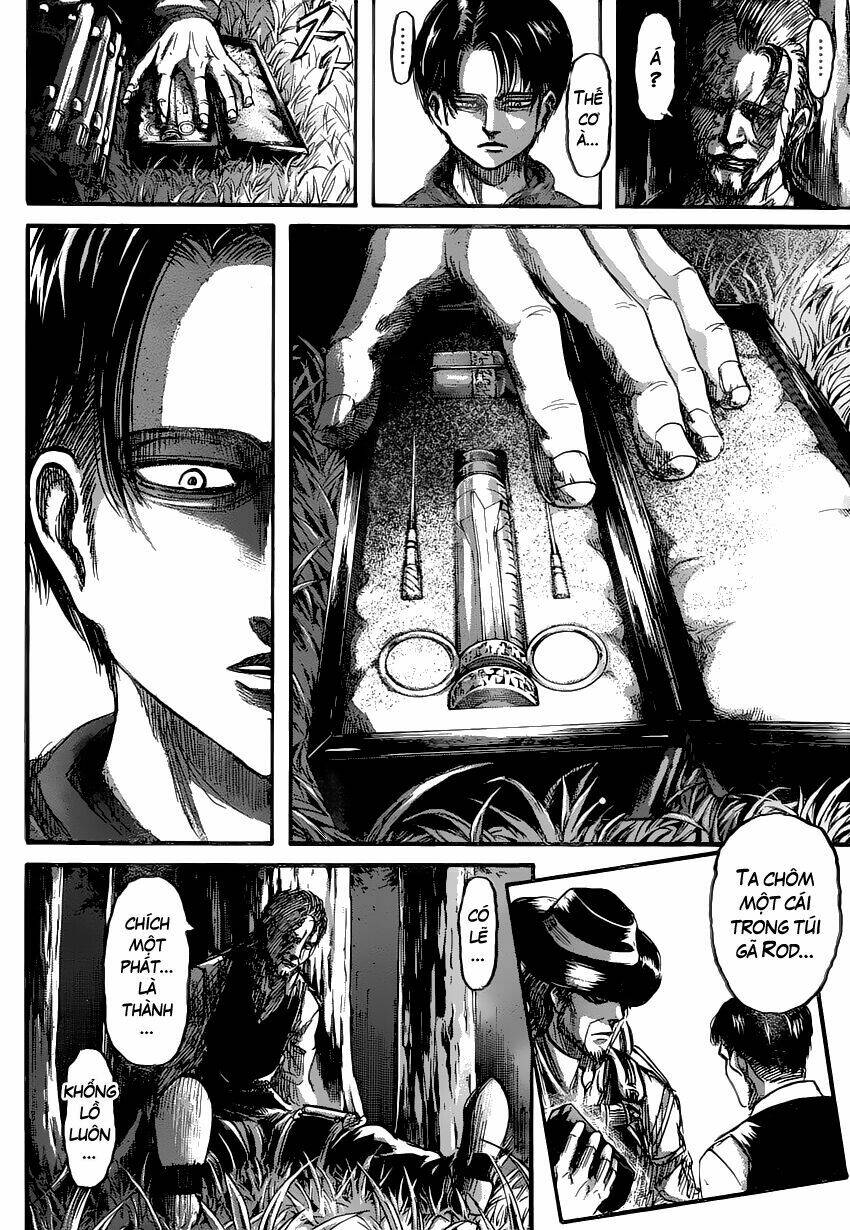 ......
Á?
......
THẾ
CƠ
À...
TA CHÔM
MỘT CÁI
TRONG TÚI
GÃ ROD...
CÓ
LẼ
...
CHÍCH
MỘT
PHÁT...
LÀ
THÀNH
...
KHỔNG
LỒ
LUÔN
...